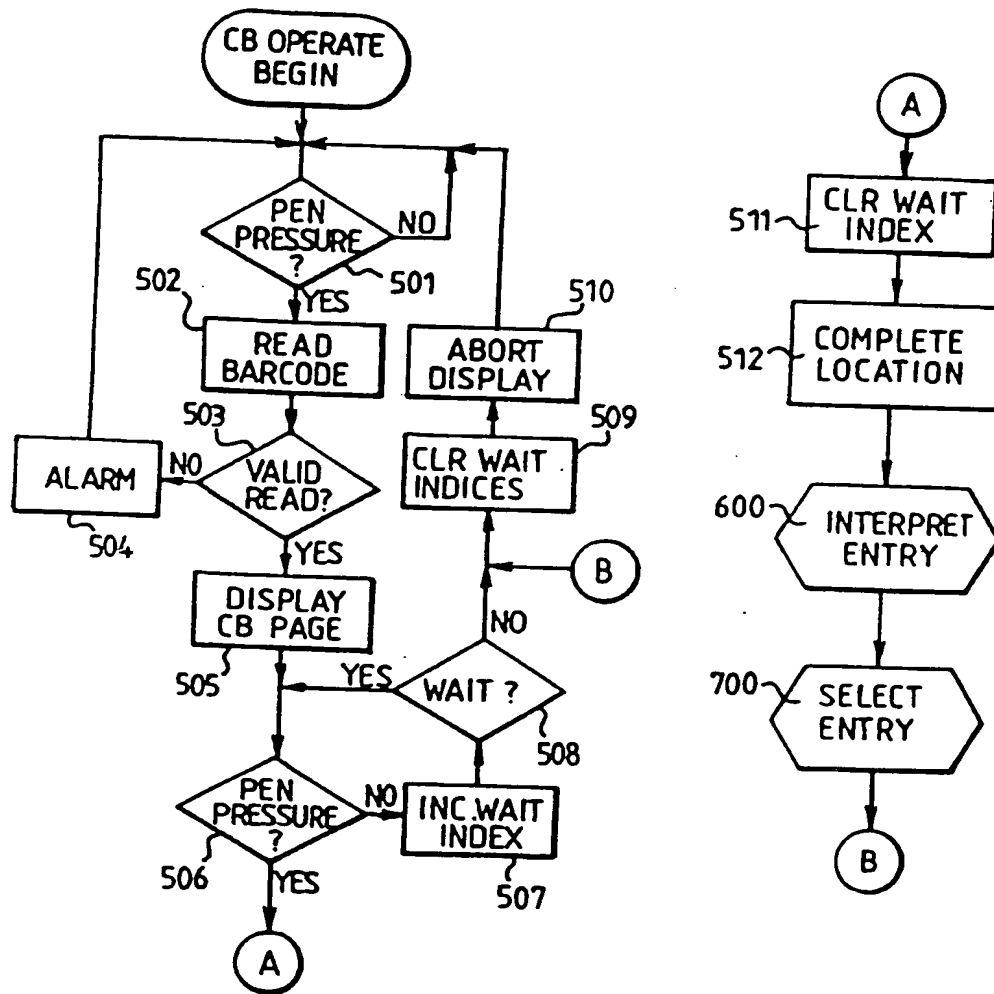 CB OPERATE
BEGIN
PEN
PRESSURE
?
NO
501
YES
502
READ
BARCODE
503
VALID
READ?
NO
ALARM
504
YES
DISPLAY
CB PAGE
505
PEN
PRESSURE
?
506
NO
YES
A
INC.WAIT
INDEX
507
WAIT ?
508
YES
NO
B
CLR WAIT
INDICES
509
ABORT
DISPLAY
510
A
CLR WAIT
INDEX
511
COMPLETE
LOCATION
512
INTERPRET
ENTRY
600
SELECT
ENTRY
700
B